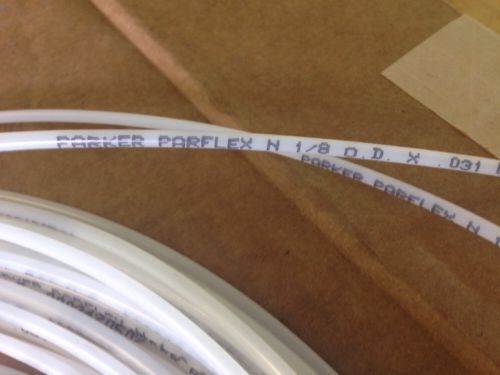 PARKER PARFLEX N 1/8 O.D. X .031
PARKER PARFLEX N